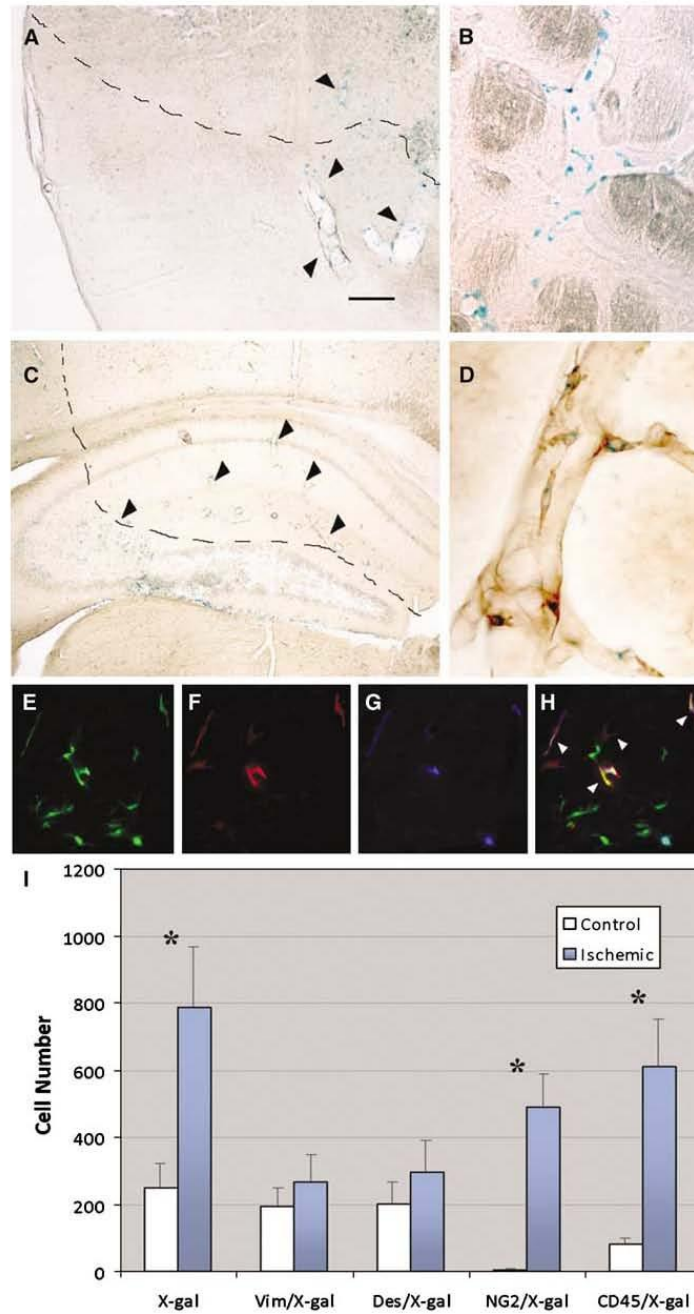 A
B
C
D
E
F
G
H
I
1200
1000
800
600
400
200
0
Cell Number
Control
Ischemic
*
*
*
X-gal
Vim/X-gal
Des/X-gal
NG2/X-gal
CD45/X-gal